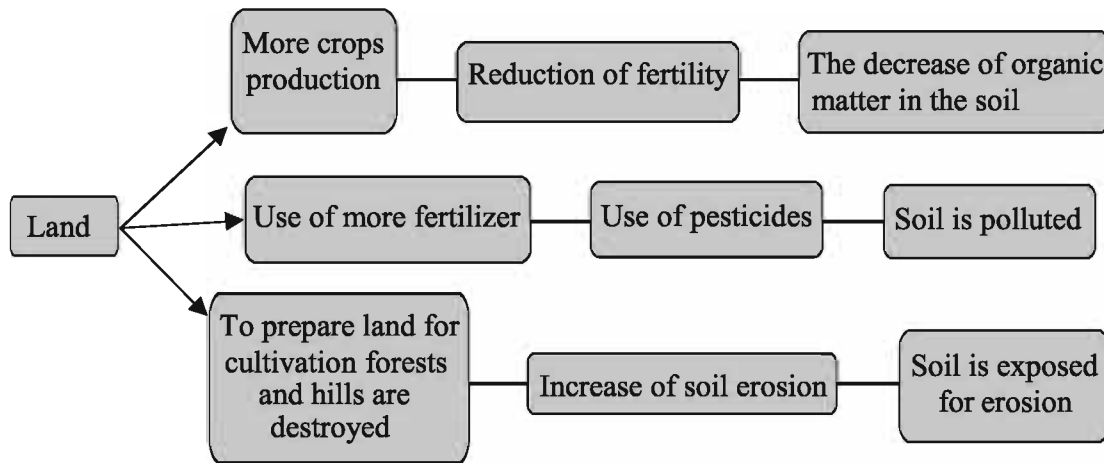 More crops
production
Reduction of fertility
The decrease of organic
matter in the soil
Land
Use of more fertilizer
Use of pesticides
Soil is polluted
To prepare land for
cultivation forests
and hills are
destroyed
Increase of soil erosion
Soil is exposed
for erosion